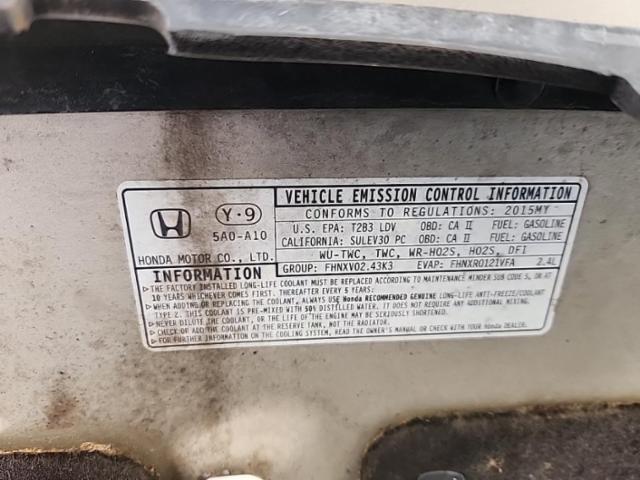 VEHICLE EMISSION CONTROL INFORMATION
CONFORMS TO REGULATIONS: 2015MY
U.S. EPA: T2B3 LDV OBD: CA II FUEL: GASOLINE
CALIFORNIA: SULEV30 PC OBD: CA II FUEL: GASOLINE
WU-TWC, TWC, WR-HO2S, HO2S, DFI
GROUP: FHNXV02.43K3 EVAP: FHNXR0121VFA 2.4L
Y·9
5A0-A10
HONDA MOTOR CO., LTD.
INFORMATION
▷ THE FACTORY INSTALLED LONG-LIFE COOLANT MUST BE REPLACED ACCORDING TO MAINTENANCE MINDER SUB CODE 5, OR AT
10 YEARS WHICHEVER COMES FIRST. THEREAFTER EVERY 5 YEARS.
▷ WHEN ADDING OR REPLACING THE COOLANT, ALWAYS USE Honda RECOMMENDED GENUINE LONG-LIFE ANTI-FREEZE/COOLANT
TYPE 2. THIS COOLANT IS PRE-MIXED WITH 50% DISTILLED WATER. IT DOES NOT REQUIRE ANY ADDITIONAL MIXING.
▷ NEVER DILUTE THE COOLANT, OR THE LIFE OF THE ENGINE MAY BE SERIOUSLY SHORTENED.
▷ CHECK OR ADD THE COOLANT AT THE RESERVE TANK, NOT THE RADIATOR.
▷ FOR FURTHER INFORMATION ON THE COOLING SYSTEM, READ THE OWNER'S MANUAL OR CHECK WITH YOUR Honda DEALER.